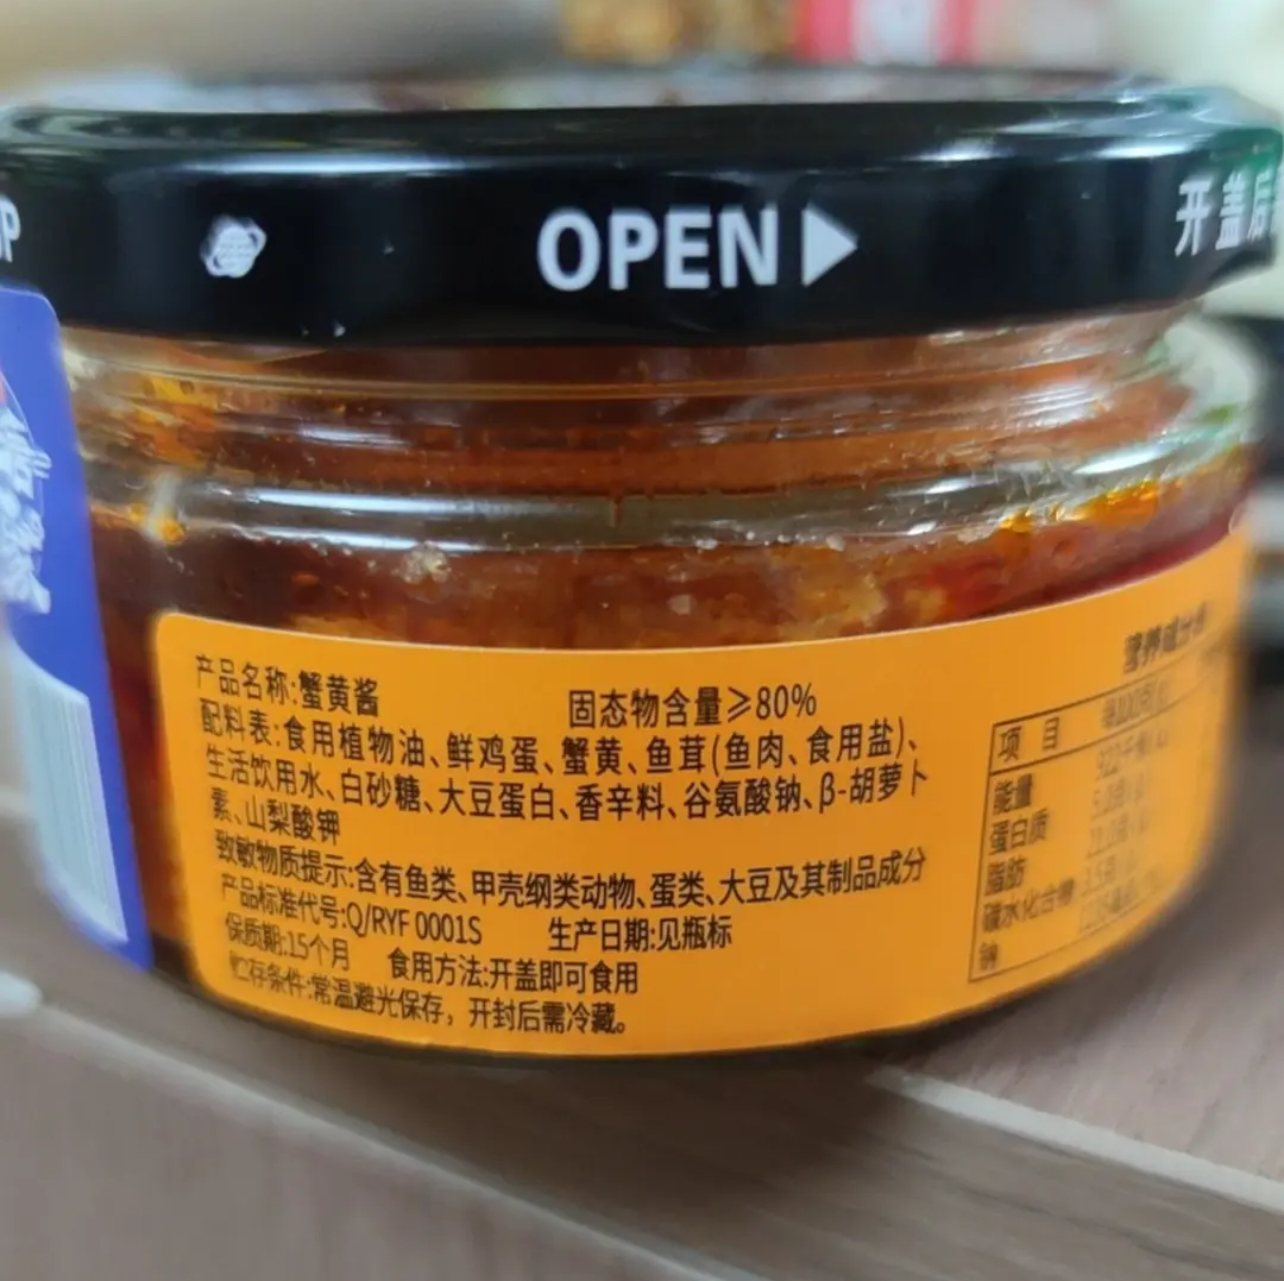 OPEN
开盖后
产品名称:蟹黄酱 固态物含量≥80%
配料表:食用植物油、鲜鸡蛋、蟹黄、鱼茸(鱼肉、食用盐)、
生活饮用水、白砂糖、大豆蛋白、香辛料、谷氨酸钠、β-胡萝卜
素、山梨酸钾
致敏物质提示:含有鱼类、甲壳纲类动物、蛋类、大豆及其制品成分
产品标准代号:Q/RYF 0001S 生产日期:见瓶标
保质期:15个月 食用方法:开盖即可食用
贮存条件:常温避光保存，开封后需冷藏。
营养成分
项 目
能量
蛋白质
脂肪
碳水化合物
钠